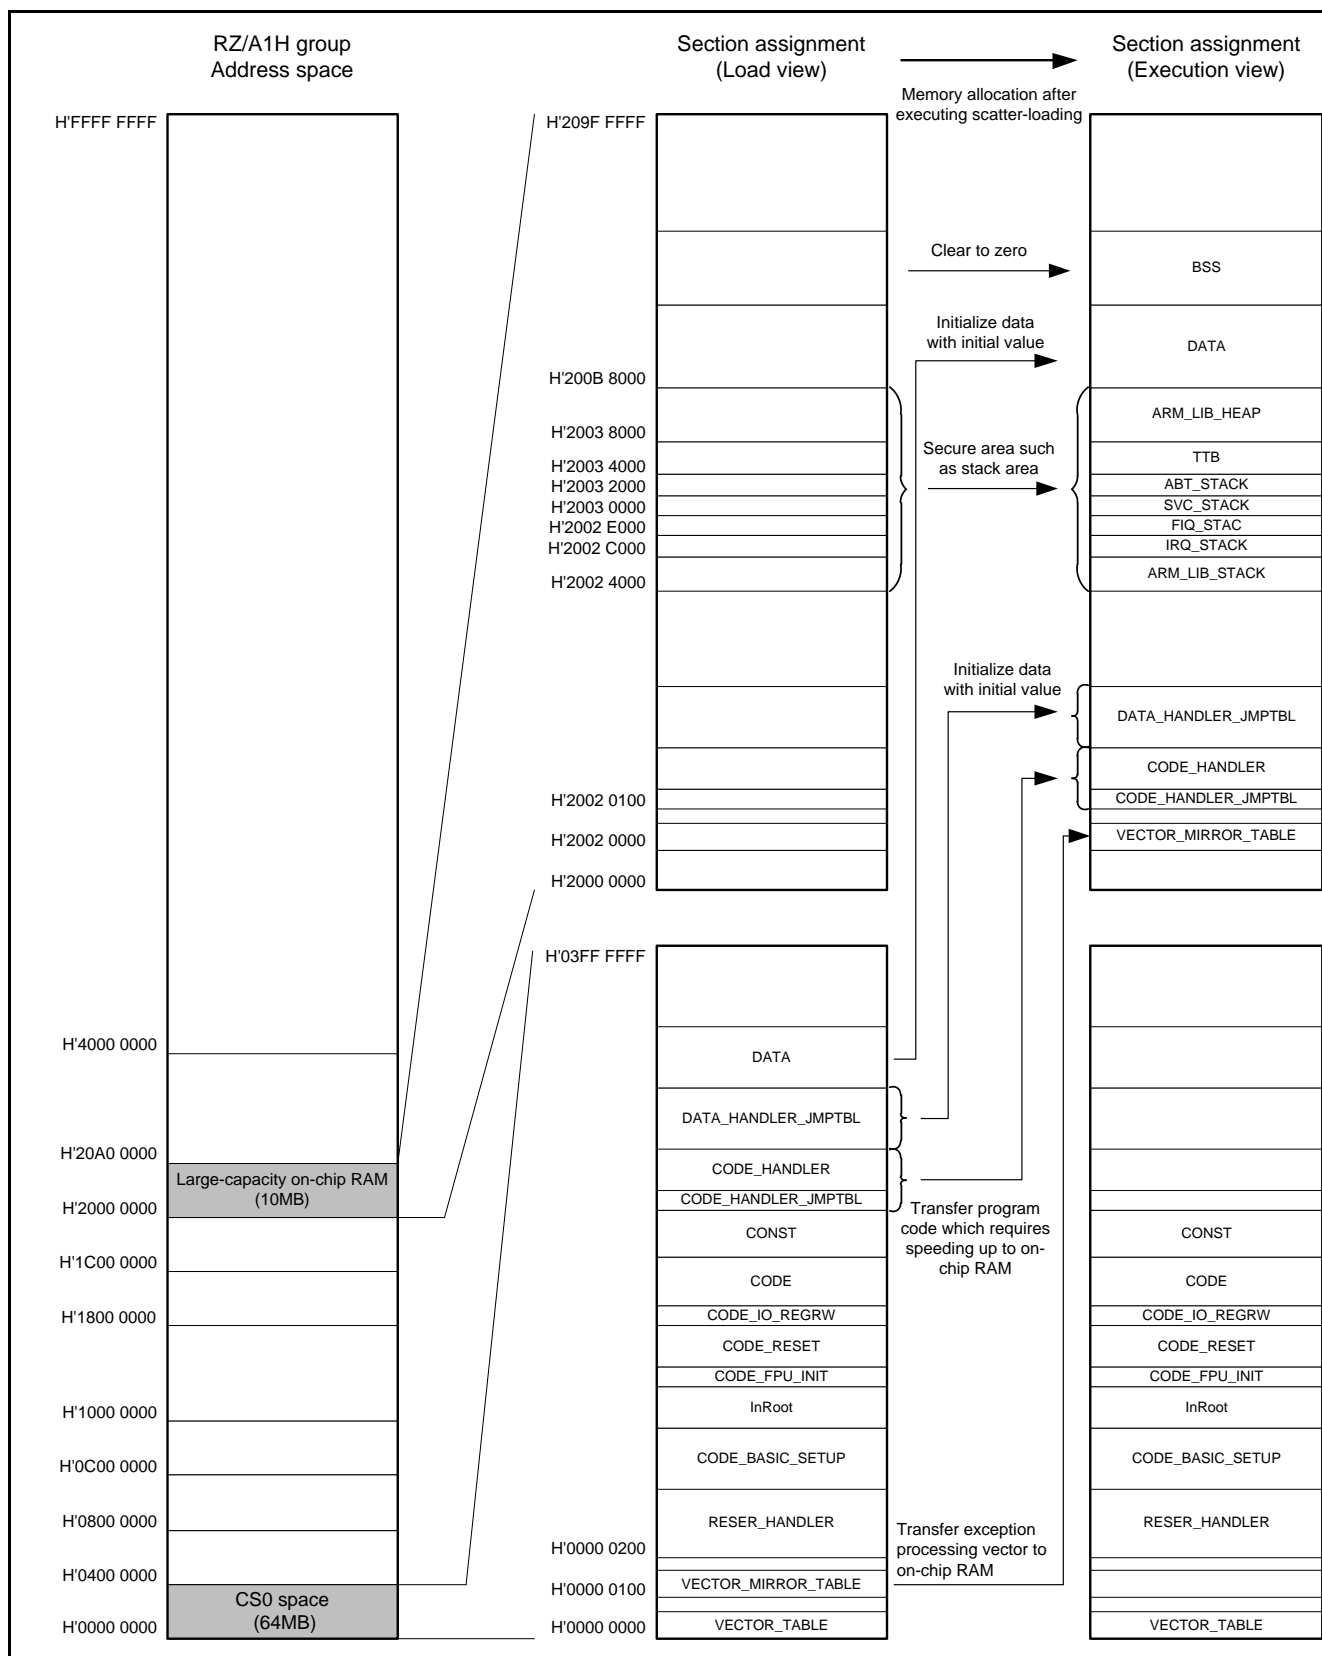 RZ/A1H group
Address space
Section assignment
(Load view)
Section assignment
(Execution view)
Memory allocation after
executing scatter-loading
H'FFFF FFFF
H'4000 0000
H'20A0 0000
Large-capacity on-chip RAM
(10MB)
H'2000 0000
H'1C00 0000
H'1800 0000
H'1000 0000
H'0C00 0000
H'0800 0000
H'0400 0000
CS0 space
(64MB)
H'0000 0000
H'209F FFFF
H'200B 8000
H'2003 8000
H'2003 4000
H'2003 2000
H'2003 0000
H'2002 E000
H'2002 C000
H'2002 4000
H'2002 0100
H'2002 0000
H'2000 0000
Clear to zero
Initialize data
with initial value
Secure area such
as stack area
Initialize data
with initial value
BSS
DATA
ARM_LIB_HEAP
TTB
ABT_STACK
SVC_STACK
FIQ_STAC
IRQ_STACK
ARM_LIB_STACK
DATA_HANDLER_JMPTBL
CODE_HANDLER
CODE_HANDLER_JMPTBL
VECTOR_MIRROR_TABLE
H'03FF FFFF
H'0000 0200
H'0000 0100
H'0000 0000
DATA
DATA_HANDLER_JMPTBL
CODE_HANDLER
CODE_HANDLER_JMPTBL
CONST
CODE
CODE_IO_REGRW
CODE_RESET
CODE_FPU_INIT
InRoot
CODE_BASIC_SETUP
RESER_HANDLER
VECTOR_MIRROR_TABLE
VECTOR_TABLE
Transfer program
code which requires
speeding up to on-
chip RAM
Transfer exception
processing vector to
on-chip RAM
CONST
CODE
CODE_IO_REGRW
CODE_RESET
CODE_FPU_INIT
InRoot
CODE_BASIC_SETUP
RESER_HANDLER
VECTOR_TABLE